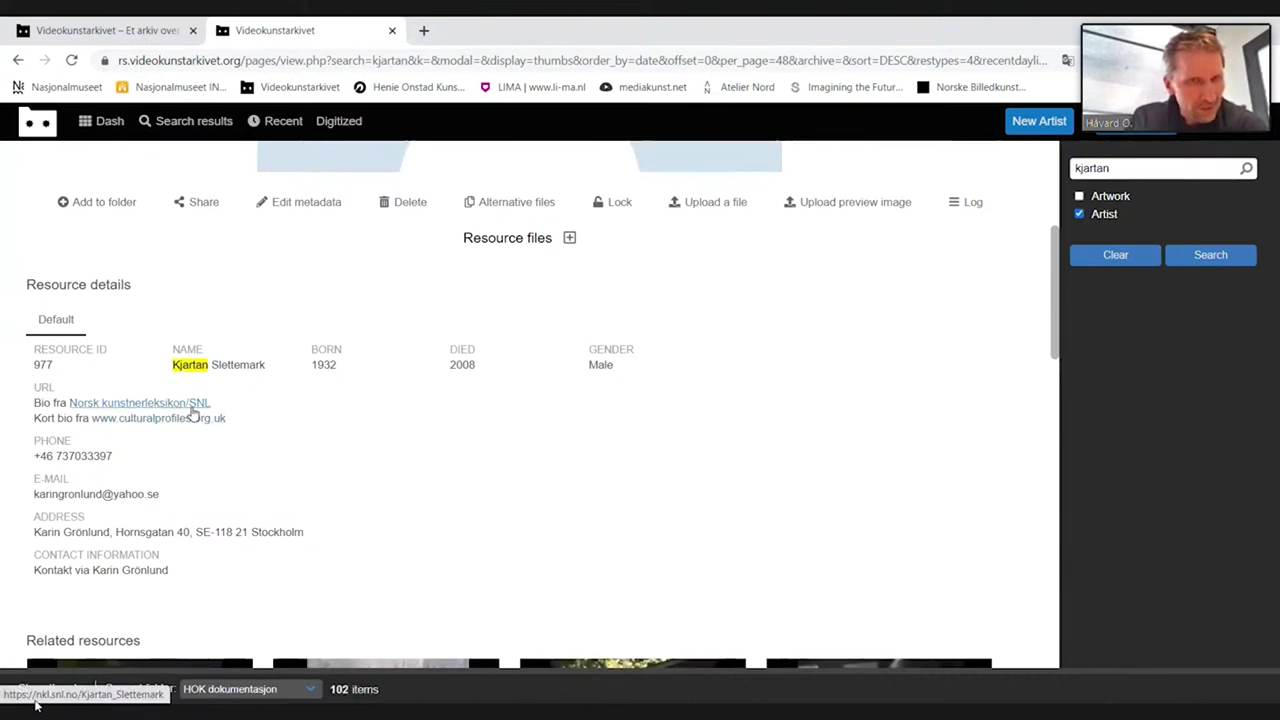 Videokunstarkivet – Et arkiv over
Videokunstarkivet
rs.videokunstarkivet.org/pages/view.php?search=kjartan&k=&modal=&display=thumbs&order_by=date&offset=0&per_page=48&archive=&sort=DESC&restypes=4&recentdayli...
Nasjonalmuseet Nasjonalmuseet IN... Videokunstarkivet Henie Onstad Kuns... LIMA | www.li-ma.nl mediakunst.net Atelier Nord Imagining the Futur... Norske Billedkunst...
Håvard O.
Dash Search results Recent Digitized New Artist
kjartan
Artwork
Artist
Clear Search
Add to folder Share Edit metadata Delete Alternative files Lock Upload a file Upload preview image Log
Resource files
Resource details
Default
RESOURCE ID NAME BORN DIED GENDER
977 Kjartan Slettemark 1932 2008 Male
URL
Bio fra Norsk kunstnerleksikon/SNL
Kort bio fra www.culturalprofiles.org.uk
PHONE
+46 737033397
E-MAIL
karingronlund@yahoo.se
ADDRESS
Karin Grönlund, Hornsgatan 40, SE-118 21 Stockholm
CONTACT INFORMATION
Kontakt via Karin Grönlund
Related resources
HOK dokumentasjon 102 items
https://nkl.snl.no/Kjartan_Slettemark